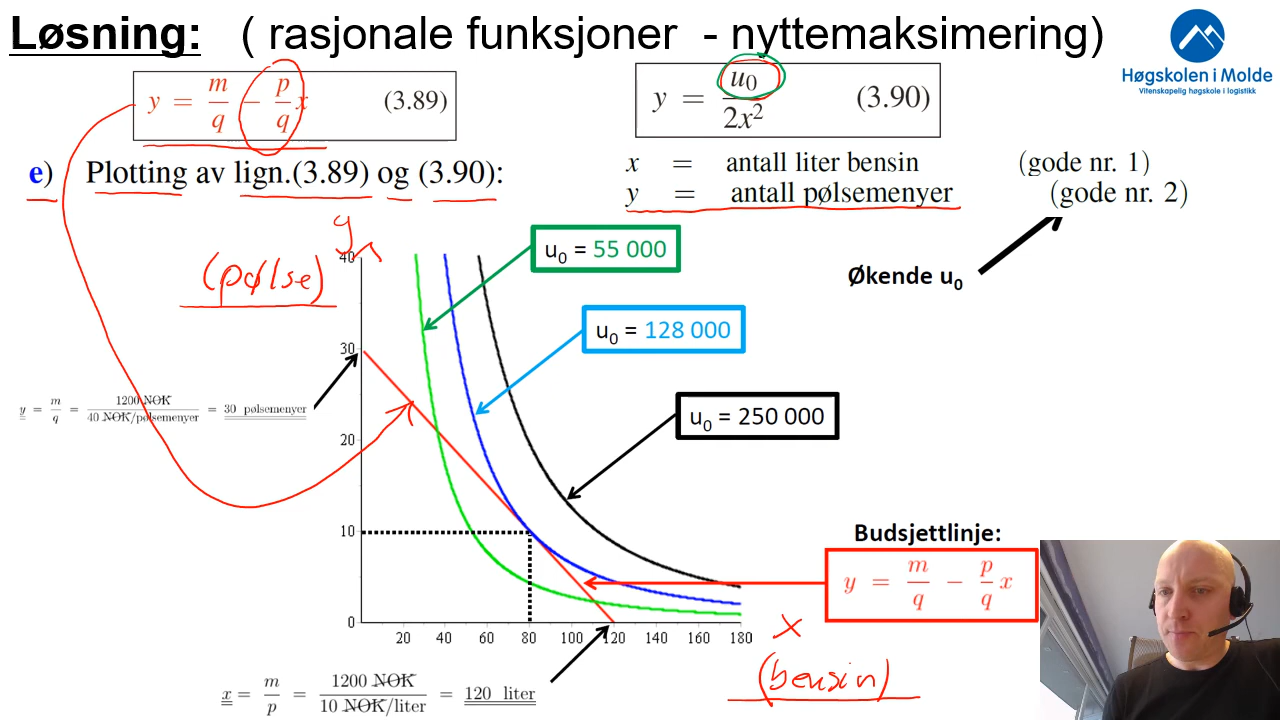 Løsning: ( rasjonale funksjoner - nyttemaksimering)
Høgskolen i Molde
Vitenskapelig høgskole i logistikk
y = m/q − p/q x (3.89)
y = u₀/2x² (3.90)
e) Plotting av lign.(3.89) og (3.90):
x = antall liter bensin (gode nr. 1)
y = antall pølsemenyer (gode nr. 2)
y
(pølse)
Økende u₀
u₀ = 55 000
u₀ = 128 000
u₀ = 250 000
40
30
20
10
0
y = m/q = 1200 NOK/40 NOK/pølsemenyer = 30 pølsemenyer
Budsjettlinje:
y = m/q − p/q x
20 40 60 80 100 120 140 160 180
x
(bensin)
x = m/p = 1200 NOK/10 NOK/liter = 120 liter